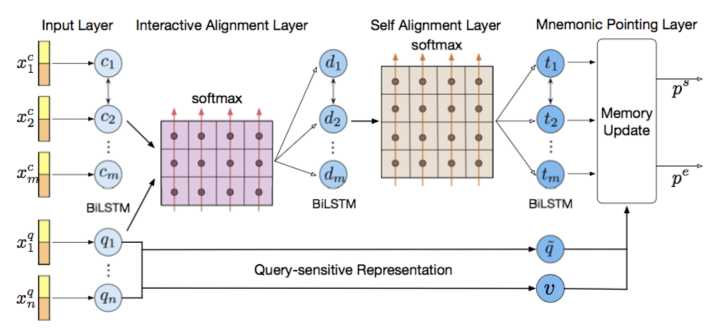 Input Layer
Interactive Alignment Layer
Self Alignment Layer
Mnemonic Pointing Layer
softmax
softmax
x_1^c
c_1
d_1
t_1
p^s
x_2^c
c_2
d_2
t_2
Memory
Update
⋮
⋮
⋮
x_m^c
c_m
d_m
t_m
p^e
BiLSTM
BiLSTM
BiLSTM
x_1^q
q_1
q̃
⋮
Query-sensitive Representation
x_n^q
q_n
v